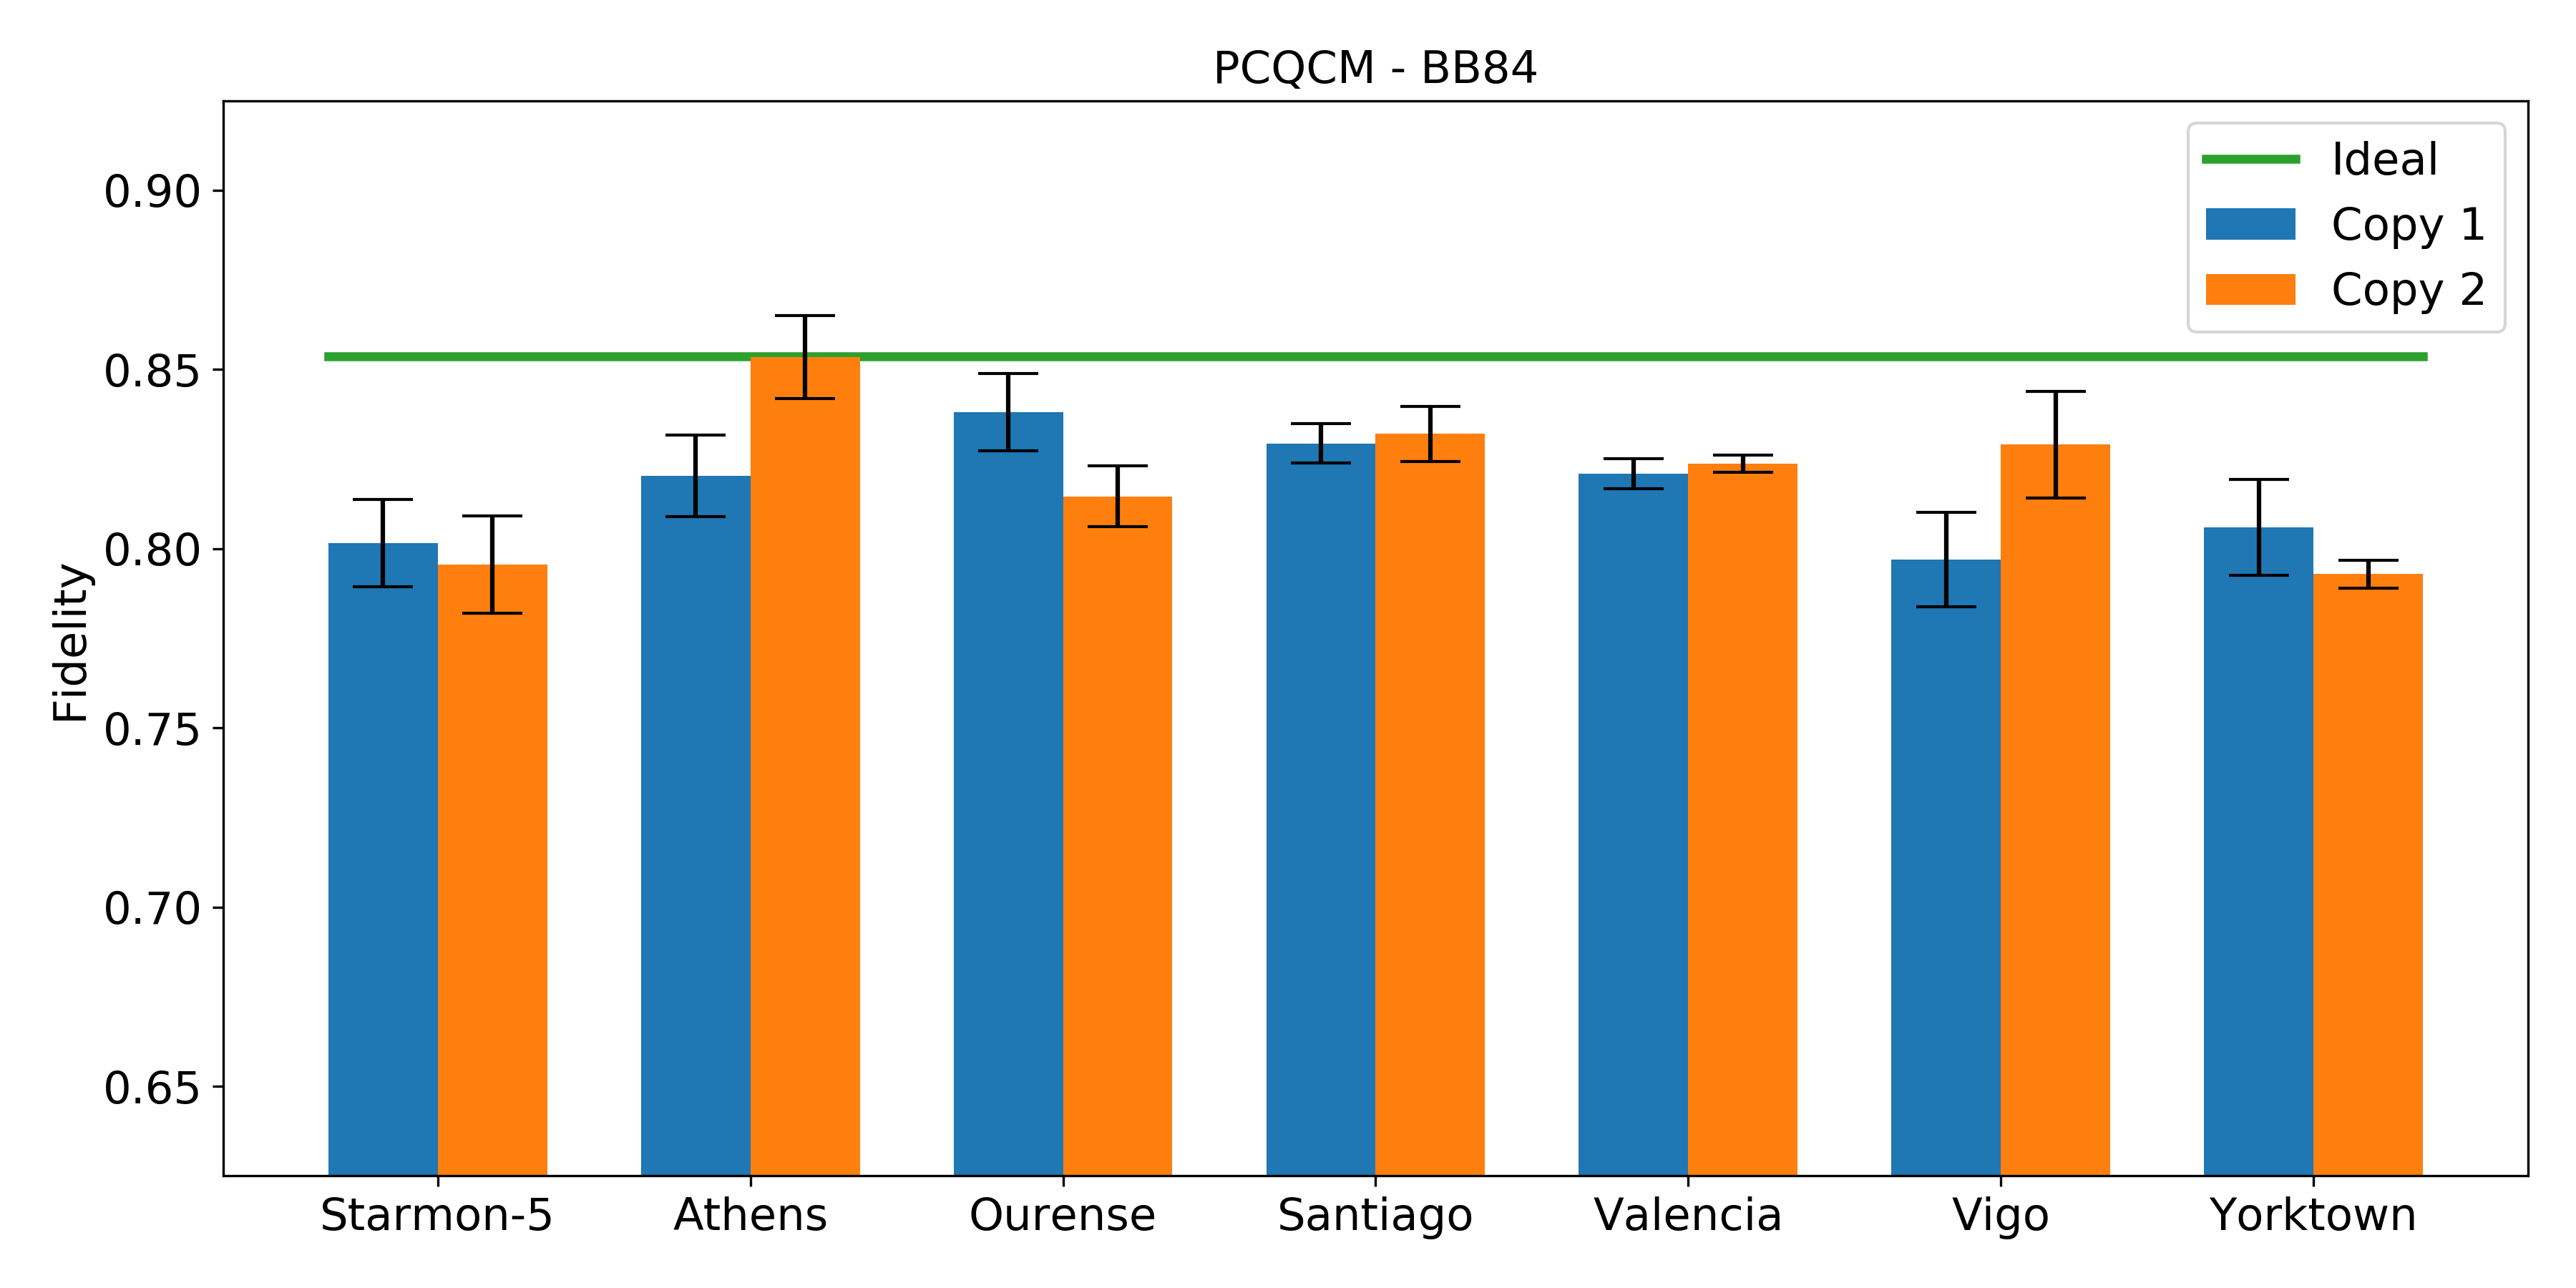 PCQCM - BB84
Ideal
Copy 1
Copy 2
Fidelity
0.90
0.85
0.80
0.75
0.70
0.65
Starmon-5 Athens Ourense Santiago Valencia Vigo Yorktown